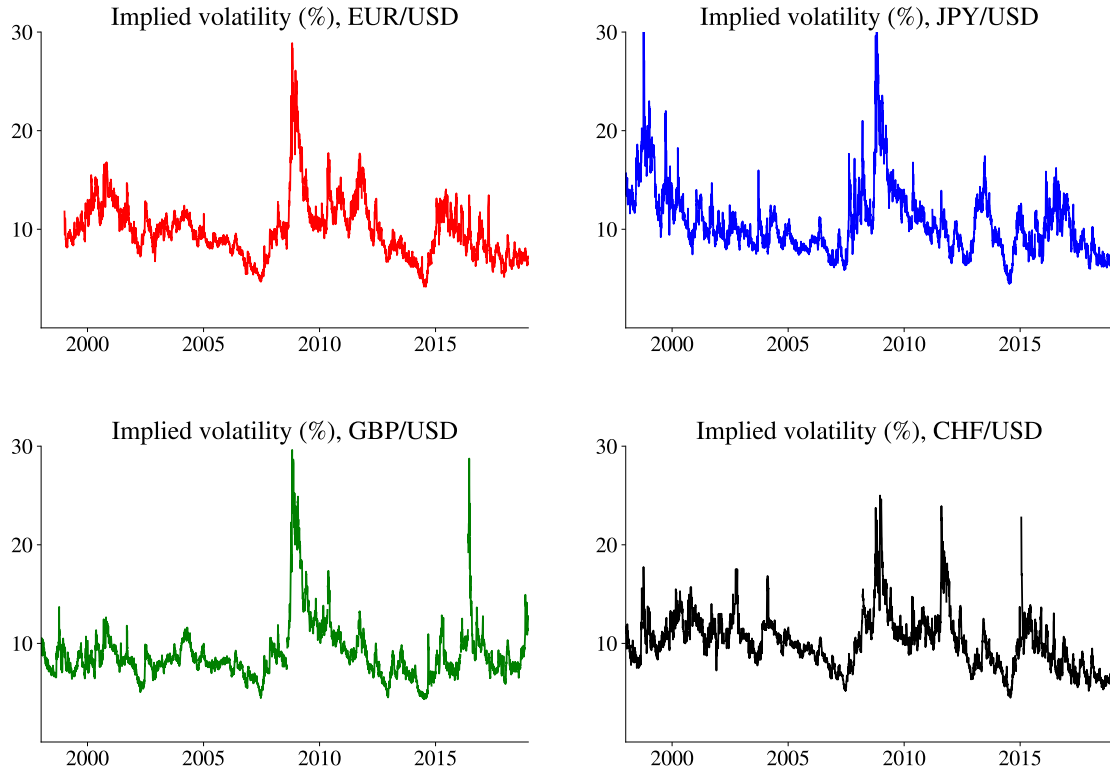 Implied volatility (%), EUR/USD
30
20
10
2000 2005 2010 2015
Implied volatility (%), JPY/USD
30
20
10
2000 2005 2010 2015
Implied volatility (%), GBP/USD
30
20
10
2000 2005 2010 2015
Implied volatility (%), CHF/USD
30
20
10
2000 2005 2010 2015